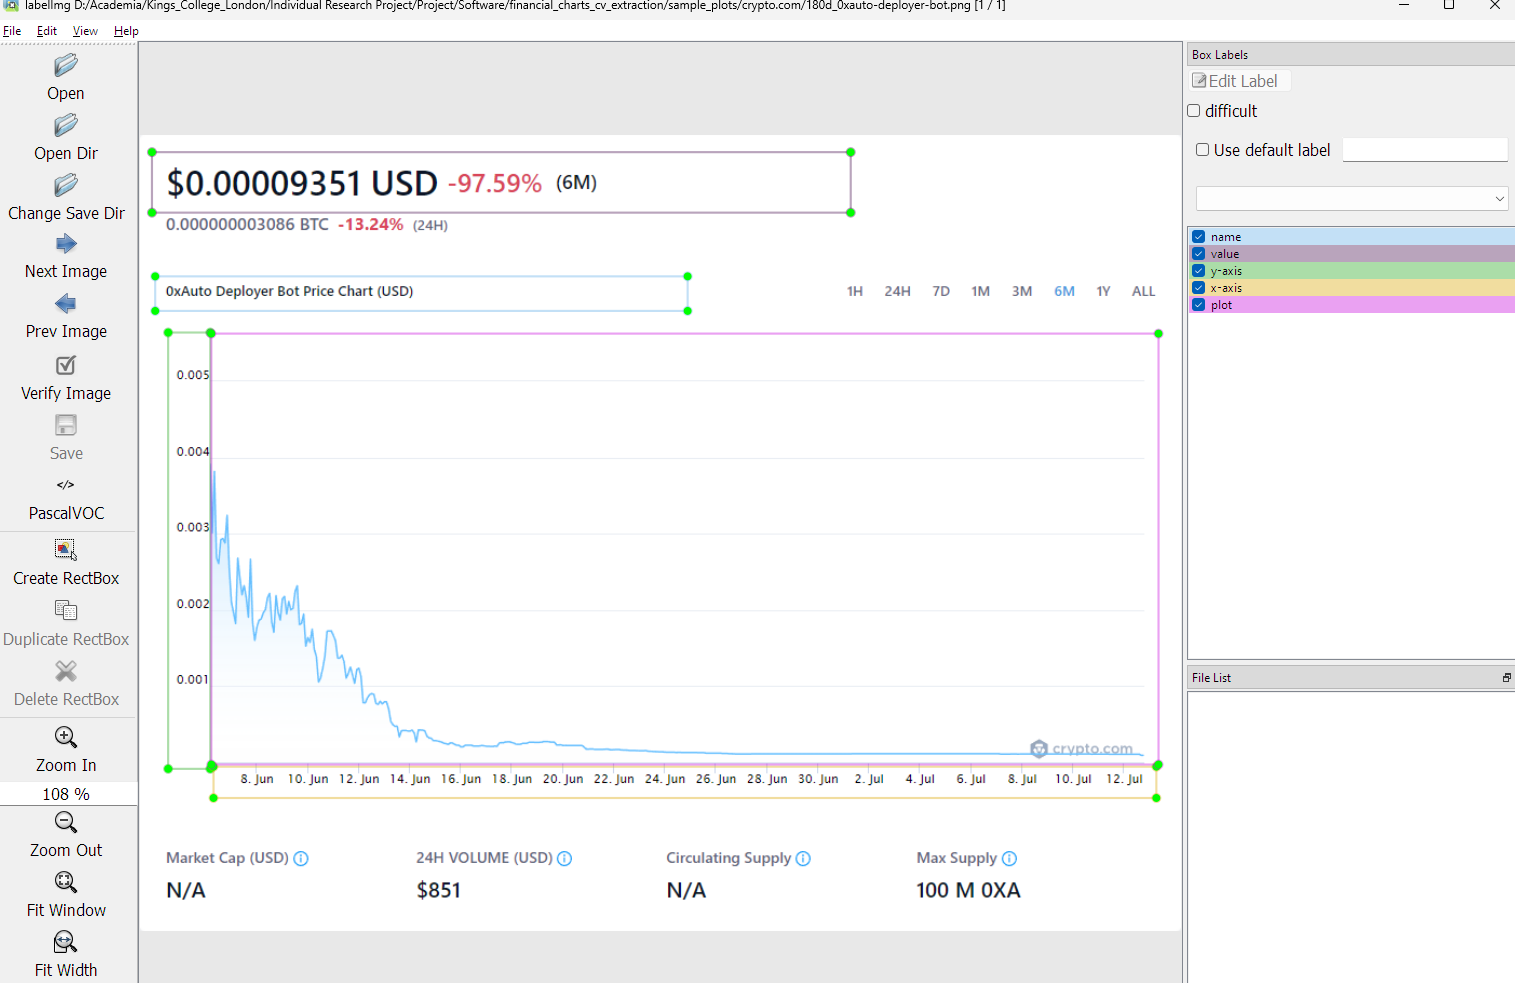 labelImg D:/Academia/Kings_College_London/Individual Research Project/Project/Software/financial_charts_cv_extraction/sample_plots/crypto.com/180d_0xauto-deployer-bot.png [1 / 1]
File Edit View Help
Open
Open Dir
Change Save Dir
Next Image
Prev Image
Verify Image
Save
</>
PascalVOC
Create RectBox
Duplicate RectBox
Delete RectBox
Zoom In
108 %
Zoom Out
Fit Window
Fit Width
$0.00009351 USD -97.59% (6M)
0.000000003086 BTC -13.24% (24H)
0xAuto Deployer Bot Price Chart (USD)
1H 24H 7D 1M 3M 6M 1Y ALL
0.005
0.004
0.003
0.002
0.001
crypto.com
8. Jun 10. Jun 12. Jun 14. Jun 16. Jun 18. Jun 20. Jun 22. Jun 24. Jun 26. Jun 28. Jun 30. Jun 2. Jul 4. Jul 6. Jul 8. Jul 10. Jul 12. Jul
Market Cap (USD) 24H VOLUME (USD) Circulating Supply Max Supply
N/A $851 N/A 100 M 0XA
Box Labels
Edit Label
difficult
Use default label
name
value
y-axis
x-axis
plot
File List